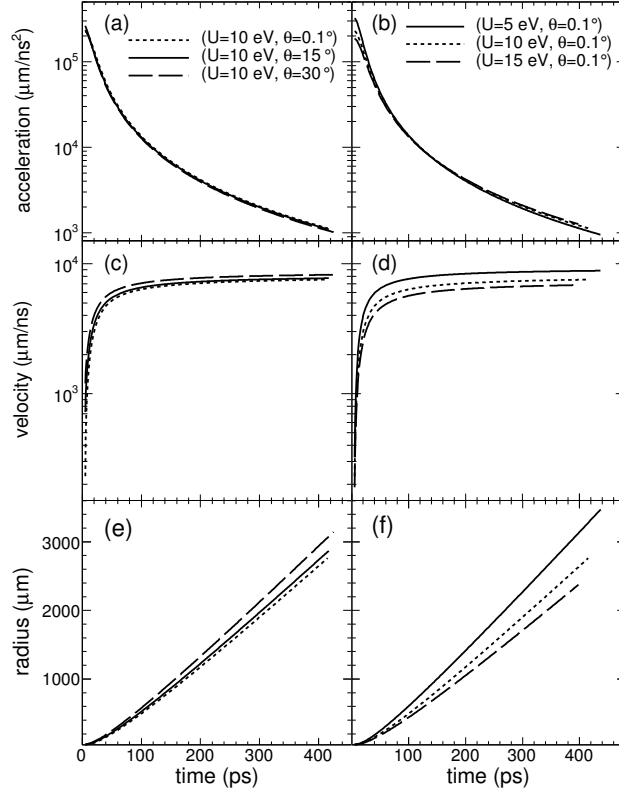 (a)
(U=10 eV, θ=0.1°)
(U=10 eV, θ=15°)
(U=10 eV, θ=30°)
(b)
(U=5 eV, θ=0.1°)
(U=10 eV, θ=0.1°)
(U=15 eV, θ=0.1°)
acceleration (μm/ns²)
10⁵
10⁴
10³
(c)
(d)
velocity (μm/ns)
10⁴
10³
(e)
(f)
radius (μm)
3000
2000
1000
0 100 200 300 400
100 200 300 400
time (ps)
time (ps)